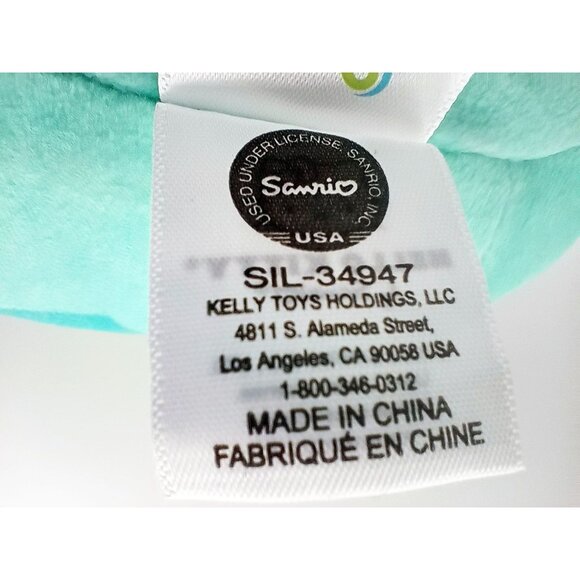 USED UNDER LICENSE, SANRIO, INC.
Sanrio
USA
SIL-34947
KELLY TOYS HOLDINGS, LLC
4811 S. Alameda Street,
Los Angeles, CA 90058 USA
1-800-346-0312
MADE IN CHINA
FABRIQUÉ EN CHINE